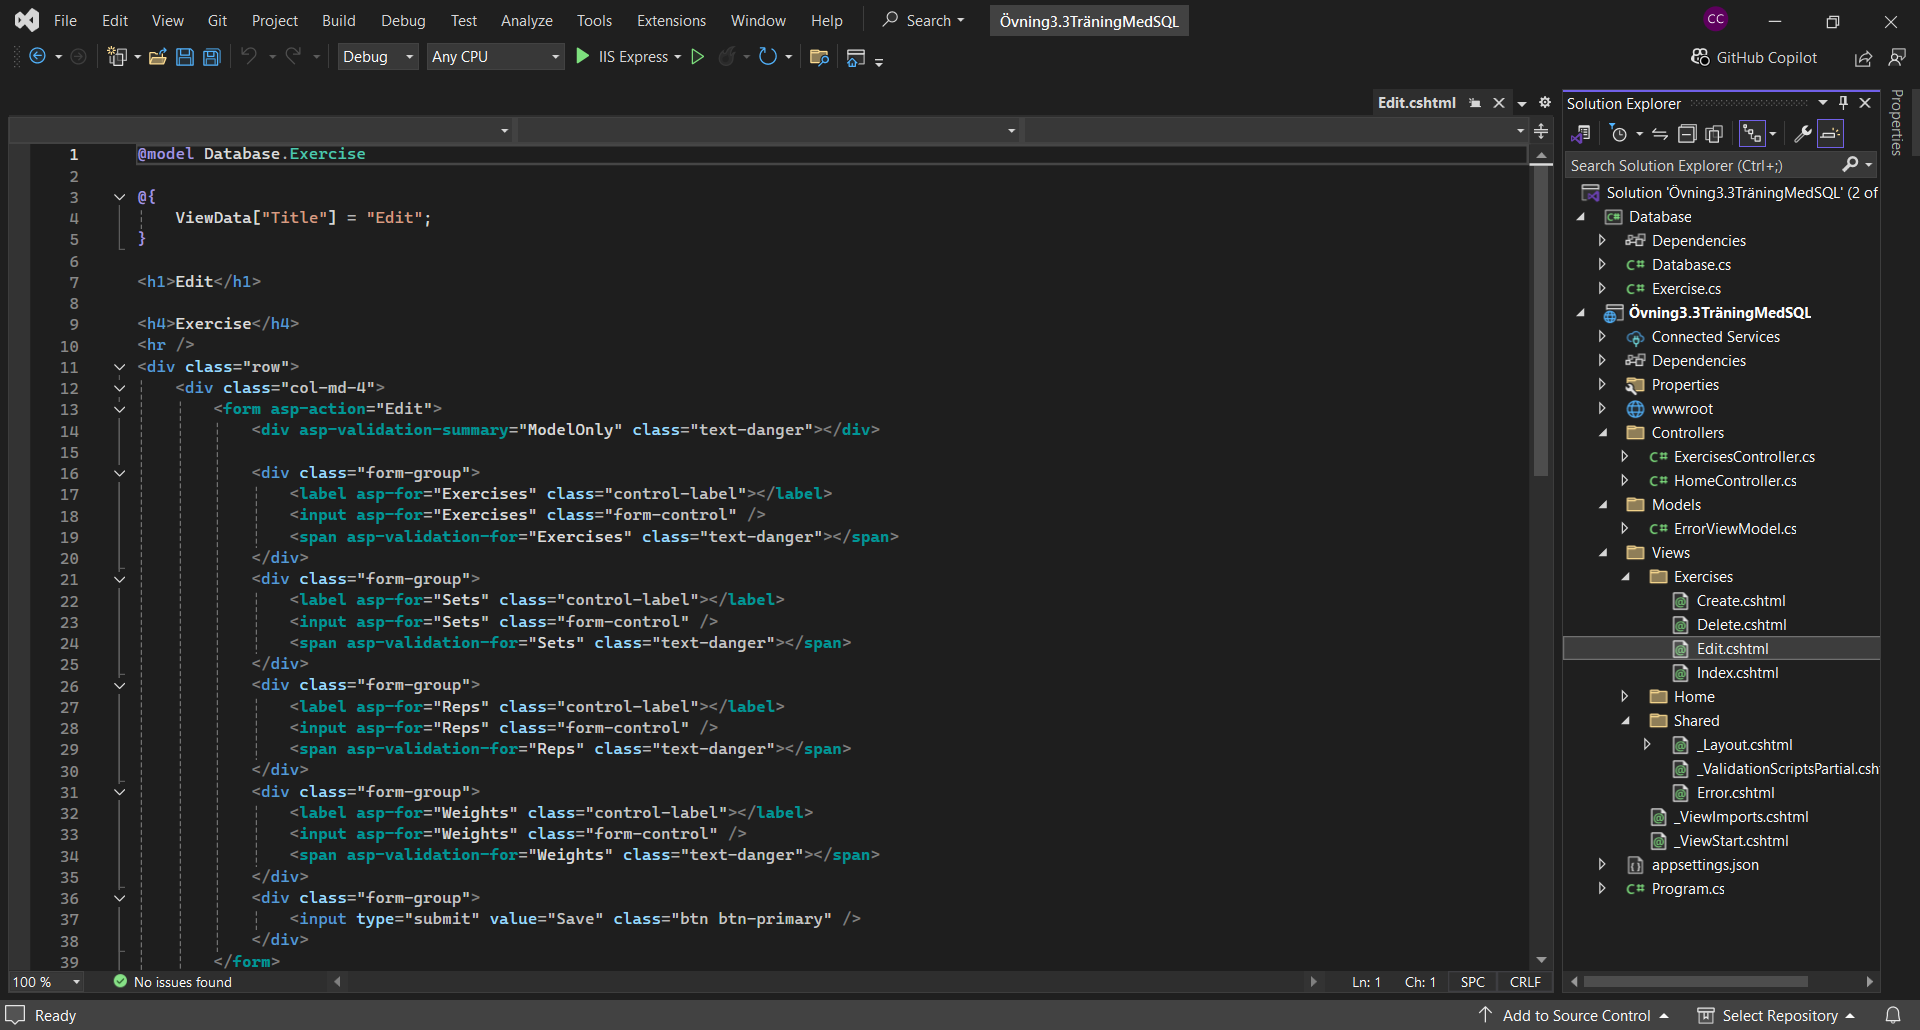 File Edit View Git Project Build Debug Test Analyze Tools Extensions Window Help Search Övning3.3TräningMedSQL CC
Debug Any CPU IIS Express GitHub Copilot
Edit.cshtml
1 @model Database.Exercise
2
3 @{
4 ViewData["Title"] = "Edit";
5 }
6
7 <h1>Edit</h1>
8
9 <h4>Exercise</h4>
10 <hr />
11 <div class="row">
12 <div class="col-md-4">
13 <form asp-action="Edit">
14 <div asp-validation-summary="ModelOnly" class="text-danger"></div>
15
16 <div class="form-group">
17 <label asp-for="Exercises" class="control-label"></label>
18 <input asp-for="Exercises" class="form-control" />
19 <span asp-validation-for="Exercises" class="text-danger"></span>
20 </div>
21 <div class="form-group">
22 <label asp-for="Sets" class="control-label"></label>
23 <input asp-for="Sets" class="form-control" />
24 <span asp-validation-for="Sets" class="text-danger"></span>
25 </div>
26 <div class="form-group">
27 <label asp-for="Reps" class="control-label"></label>
28 <input asp-for="Reps" class="form-control" />
29 <span asp-validation-for="Reps" class="text-danger"></span>
30 </div>
31 <div class="form-group">
32 <label asp-for="Weights" class="control-label"></label>
33 <input asp-for="Weights" class="form-control" />
34 <span asp-validation-for="Weights" class="text-danger"></span>
35 </div>
36 <div class="form-group">
37 <input type="submit" value="Save" class="btn btn-primary" />
38 </div>
39 </form>
100 % No issues found Ln: 1 Ch: 1 SPC CRLF
Solution Explorer
Search Solution Explorer (Ctrl+;)
Solution 'Övning3.3TräningMedSQL' (2 of
Database
Dependencies
C# Database.cs
C# Exercise.cs
Övning3.3TräningMedSQL
Connected Services
Dependencies
Properties
wwwroot
Controllers
C# ExercisesController.cs
C# HomeController.cs
Models
C# ErrorViewModel.cs
Views
Exercises
Create.cshtml
Delete.cshtml
Edit.cshtml
Index.cshtml
Home
Shared
_Layout.cshtml
_ValidationScriptsPartial.csh
Error.cshtml
_ViewImports.cshtml
_ViewStart.cshtml
appsettings.json
C# Program.cs
Properties
Ready Add to Source Control Select Repository